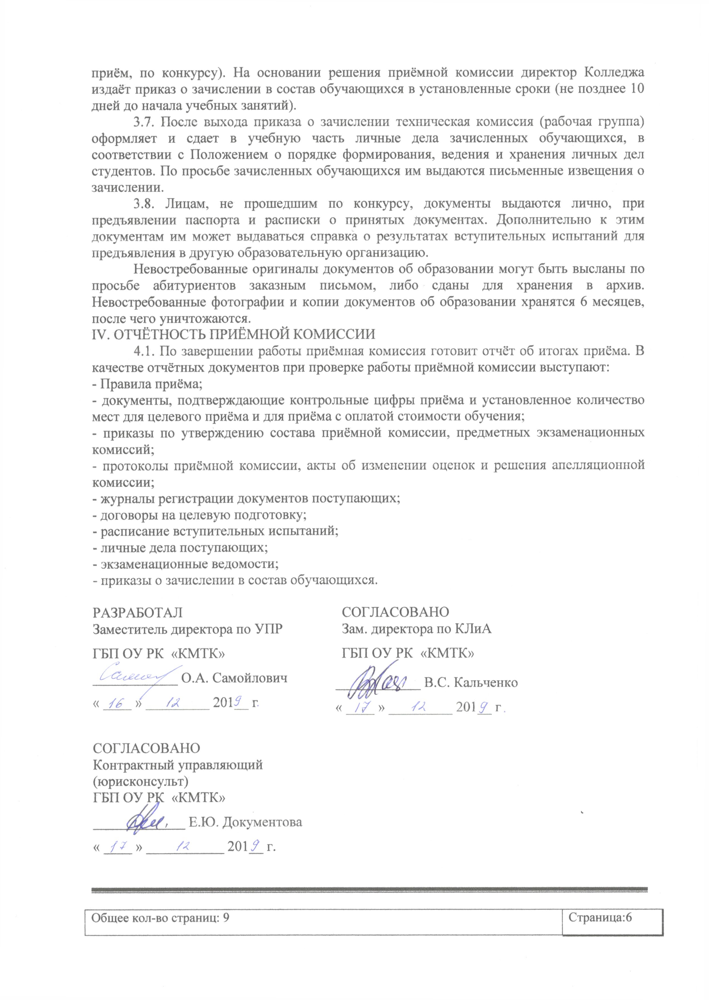 приём, по конкурсу). На основании решения приёмной комиссии директор Колледжа
издаёт приказ о зачислении в состав обучающихся в установленные сроки (не позднее 10
дней до начала учебных занятий).
3.7. После выхода приказа о зачислении техническая комиссия (рабочая группа)
оформляет и сдает в учебную часть личные дела зачисленных обучающихся, в
соответствии с Положением о порядке формирования, ведения и хранения личных дел
студентов. По просьбе зачисленных обучающихся им выдаются письменные извещения о
зачислении.
3.8. Лицам, не прошедшим по конкурсу, документы выдаются лично, при
предъявлении паспорта и расписки о принятых документах. Дополнительно к этим
документам им может выдаваться справка о результатах вступительных испытаний для
предъявления в другую образовательную организацию.
Невостребованные оригиналы документов об образовании могут быть высланы по
просьбе абитуриентов заказным письмом, либо сданы для хранения в архив.
Невостребованные фотографии и копии документов об образовании хранятся 6 месяцев,
после чего уничтожаются.
IV. ОТЧЁТНОСТЬ ПРИЁМНОЙ КОМИССИИ
4.1. По завершении работы приёмная комиссия готовит отчёт об итогах приёма. В
качестве отчётных документов при проверке работы приёмной комиссии выступают:
- Правила приёма;
- документы, подтверждающие контрольные цифры приёма и установленное количество
мест для целевого приёма и для приёма с оплатой стоимости обучения;
- приказы по утверждению состава приёмной комиссии, предметных экзаменационных
комиссий;
- протоколы приёмной комиссии, акты об изменении оценок и решения апелляционной
комиссии;
- журналы регистрации документов поступающих;
- договоры на целевую подготовку;
- расписание вступительных испытаний;
- личные дела поступающих;
- экзаменационные ведомости;
- приказы о зачислении в состав обучающихся.
РАЗРАБОТАЛ
Заместитель директора по УПР
ГБП ОУ РК «КМТК»
О.А. Самойлович
« 16 » 12 2019 г.
СОГЛАСОВАНО
Зам. директора по КЛиА
ГБП ОУ РК «КМТК»
В.С. Кальченко
« 17 » 12 2019 г.
СОГЛАСОВАНО
Контрактный управляющий
(юрисконсульт)
ГБП ОУ РК «КМТК»
Е.Ю. Документова
« 17 » 12 2019 г.
Общее кол-во страниц: 9
Страница:6